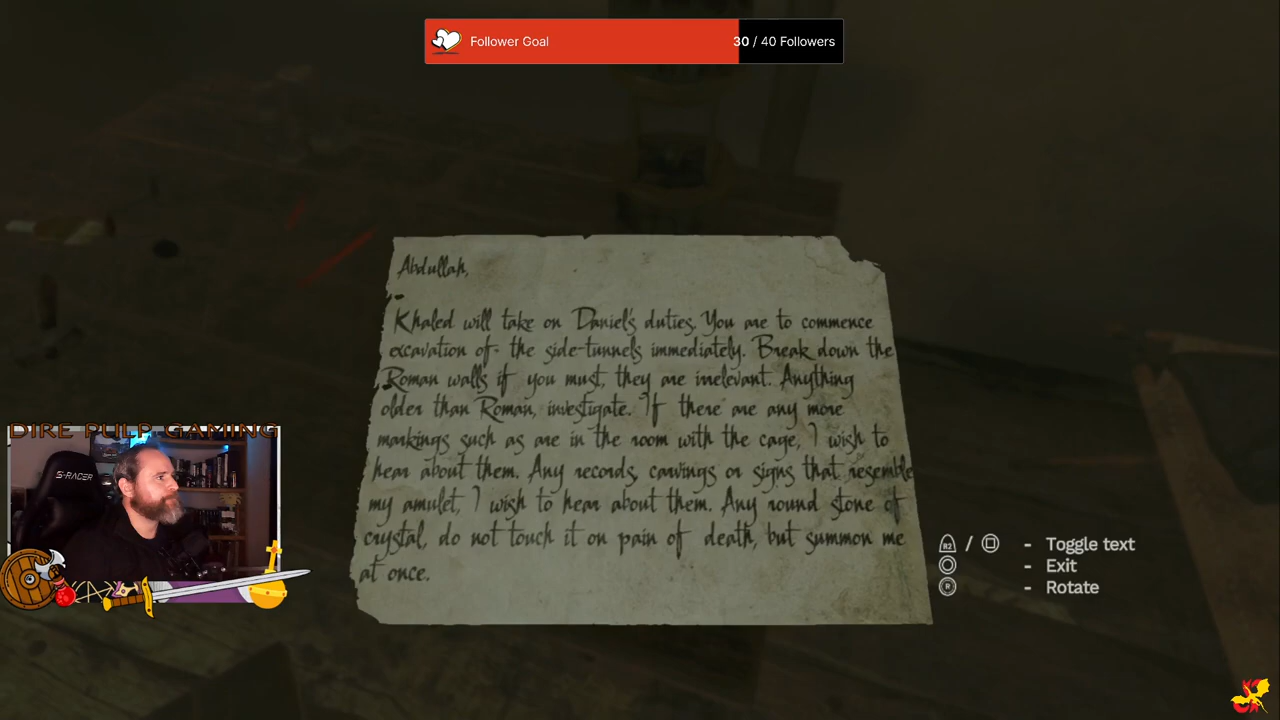 Follower Goal
30 / 40 Followers
Abdullah,
Khaled will take on Daniel's duties. You are to commence
excavation of the side-tunnels immediately. Break down the
Roman walls if you must, they are irrelevant. Anything
older than Roman, investigate. If there are any more
markings such as are in the room with the cage, I wish to
hear about them. Any records, carvings or signs that resemble
my amulet, I wish to hear about them. Any round stone of
crystal, do not touch it on pain of death, but summon me
at once.
DIRE PULP GAMING
S-RACER
R2 / - Toggle text
- Exit
R - Rotate